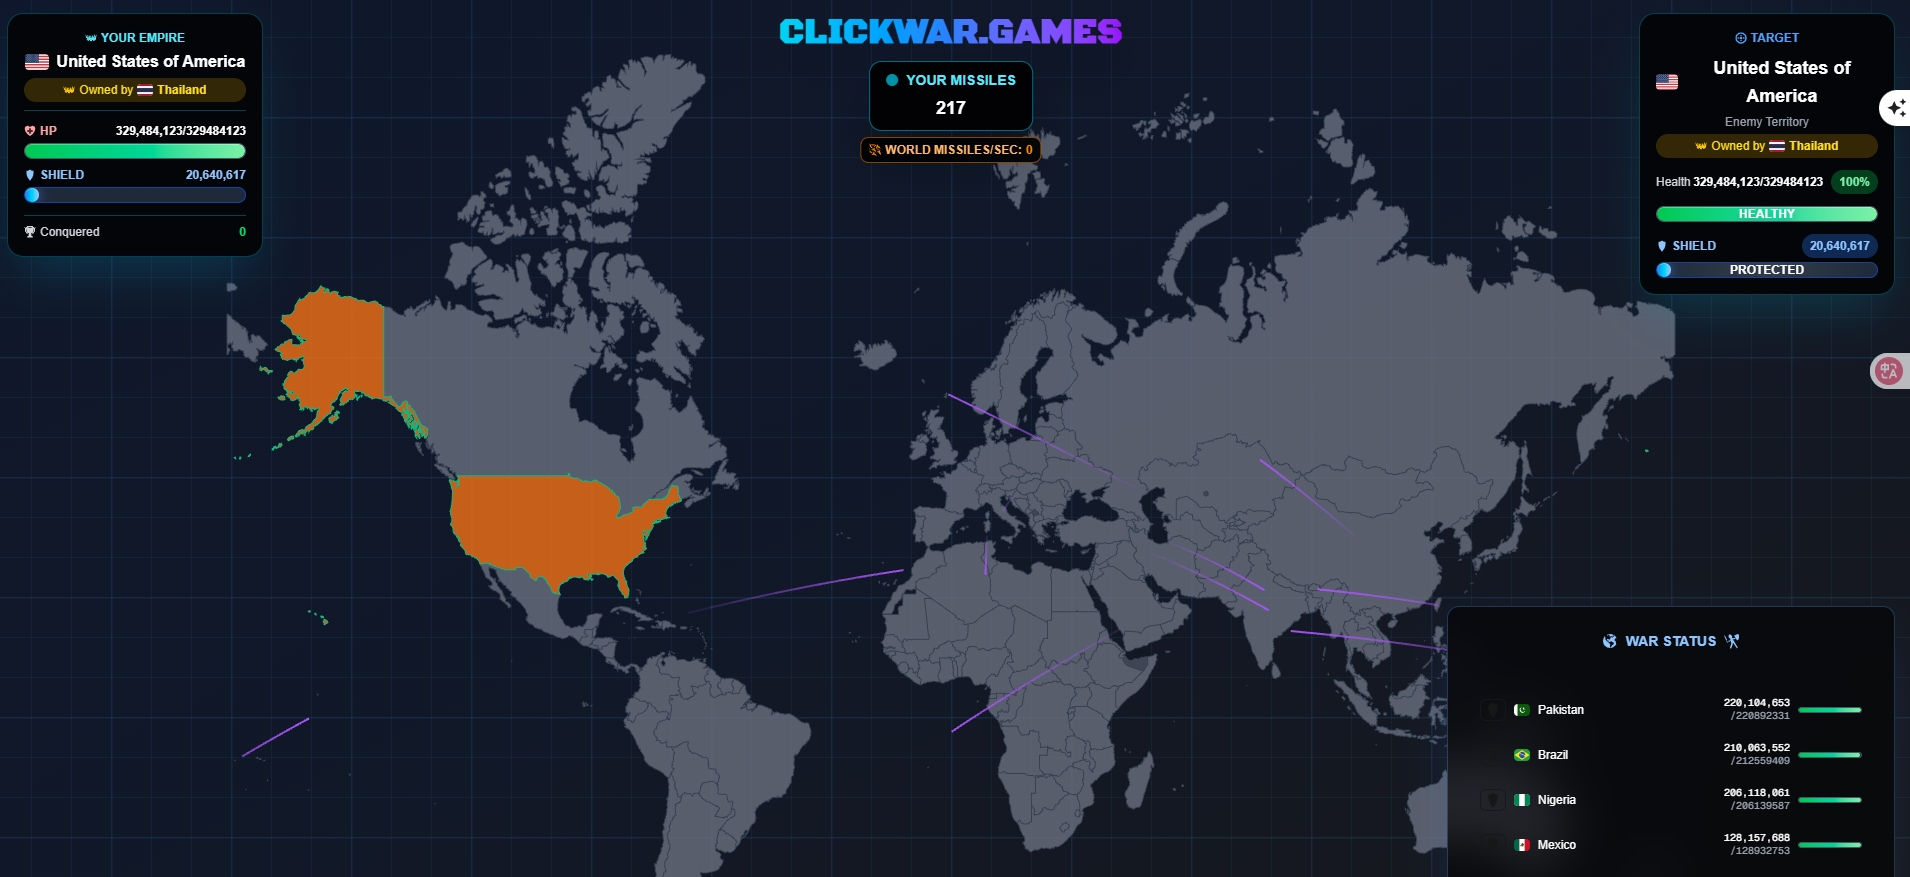 CLICKWAR.GAMES
YOUR EMPIRE
United States of America
Owned by Thailand
HP 329,484,123/329484123
SHIELD 20,640,617
Conquered 0
YOUR MISSILES
217
WORLD MISSILES/SEC: 0
TARGET
United States of
America
Enemy Territory
Owned by Thailand
Health 329,484,123/329484123 100%
HEALTHY
SHIELD 20,640,617
PROTECTED
WAR STATUS
Pakistan 220,104,653
/220892331
Brazil 210,063,552
/212559409
Nigeria 206,118,061
/206139587
Mexico 128,157,688
/128932753